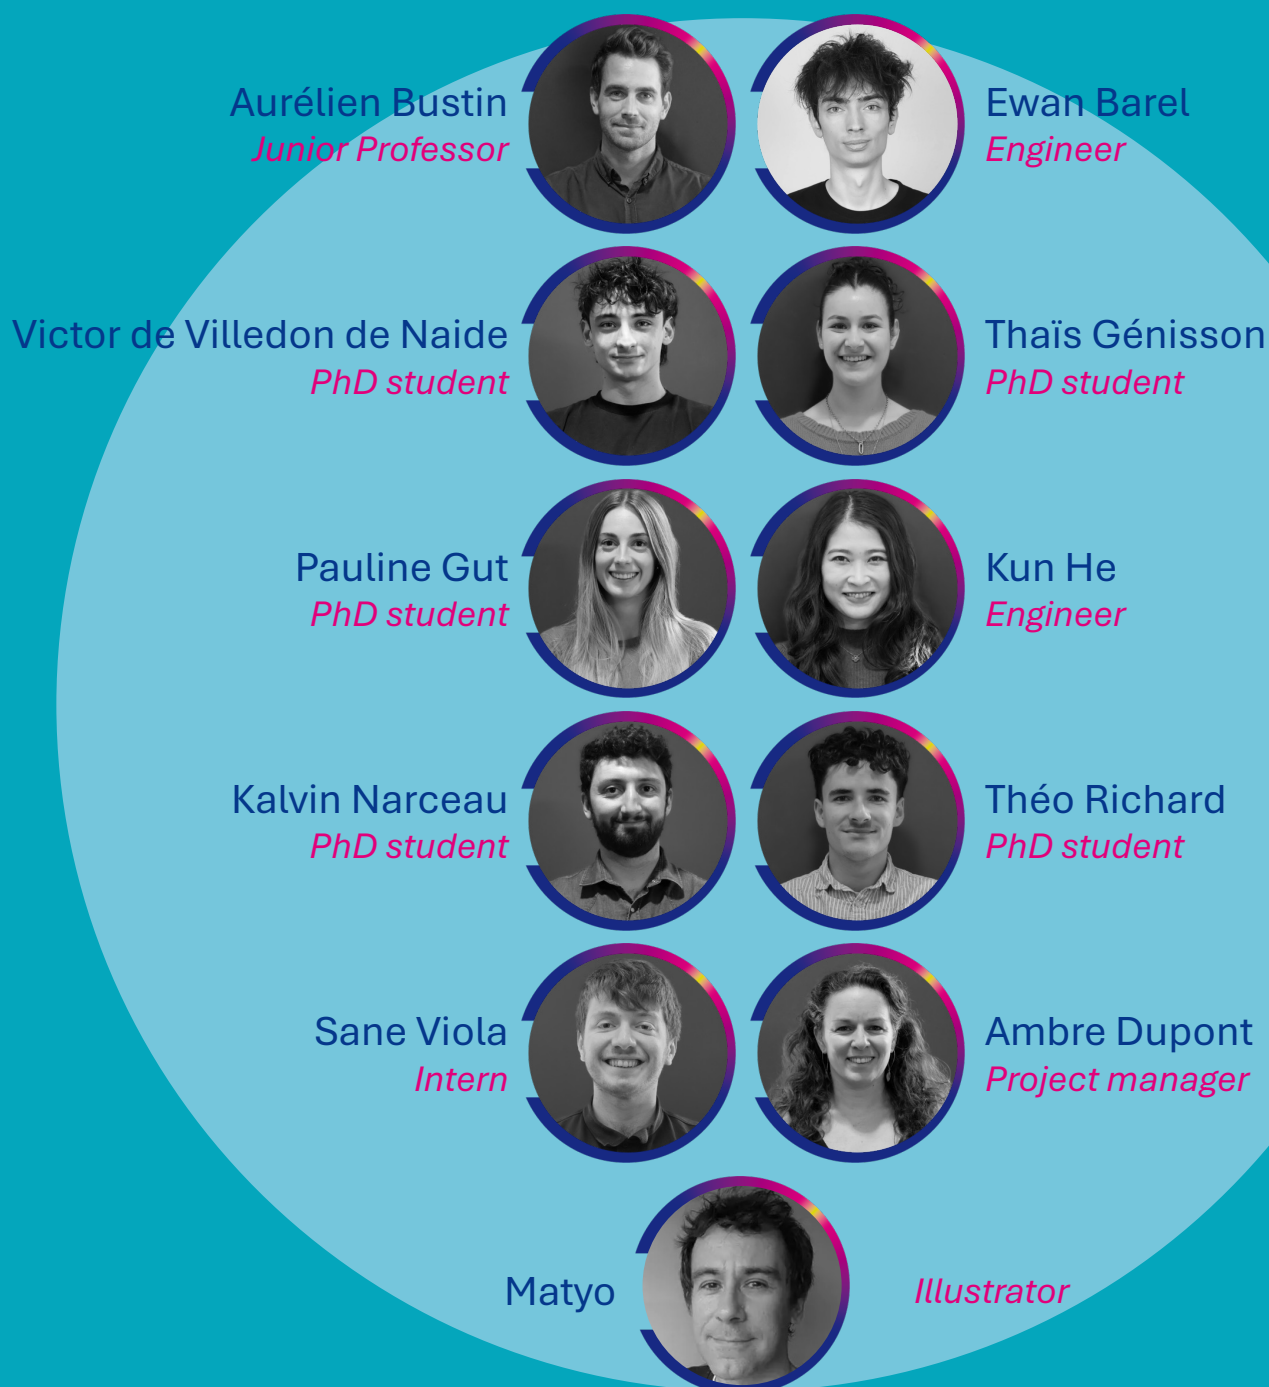 Aurélien Bustin
Junior Professor
Ewan Barel
Engineer
Victor de Villedon de Naide
PhD student
Thaïs Génisson
PhD student
Pauline Gut
PhD student
Kun He
Engineer
Kalvin Narceau
PhD student
Théo Richard
PhD student
Sane Viola
Intern
Ambre Dupont
Project manager
Matyo
Illustrator